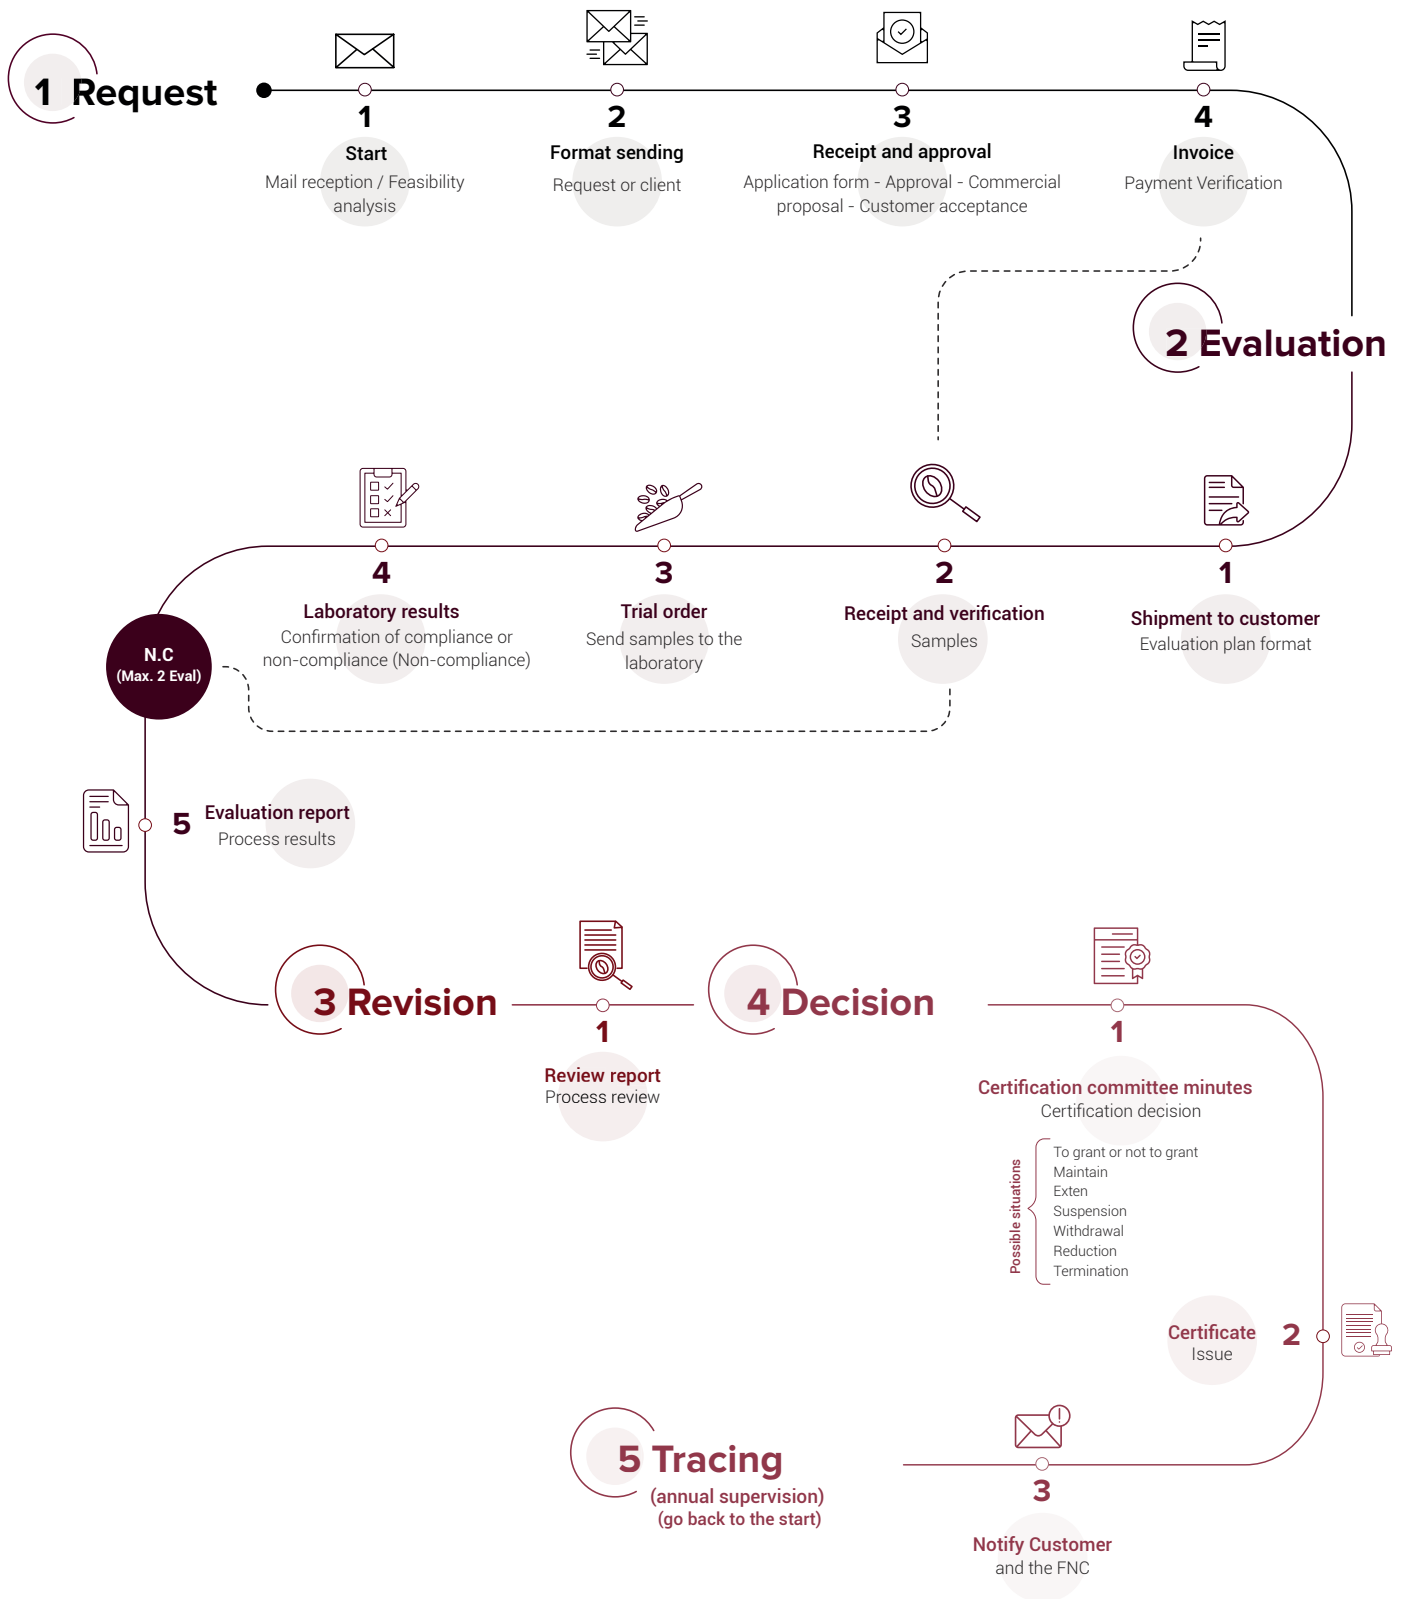 1 Request
1
Start
Mail reception / Feasibility
analysis
2
Format sending
Request or client
3
Receipt and approval
Application form - Approval - Commercial
proposal - Customer acceptance
4
Invoice
Payment Verification
2 Evaluation
1
Shipment to customer
Evaluation plan format
2
Receipt and verification
Samples
3
Trial order
Send samples to the
laboratory
4
Laboratory results
Confirmation of compliance or
non-compliance (Non-compliance)
N.C
(Max. 2 Eval)
5
Evaluation report
Process results
3 Revision
1
Review report
Process review
4 Decision
1
Certification committee minutes
Certification decision
Possible situations
To grant or not to grant
Maintain
Exten
Suspension
Withdrawal
Reduction
Termination
2
Certificate
Issue
3
Notify Customer
and the FNC
5 Tracing
(annual supervision)
(go back to the start)